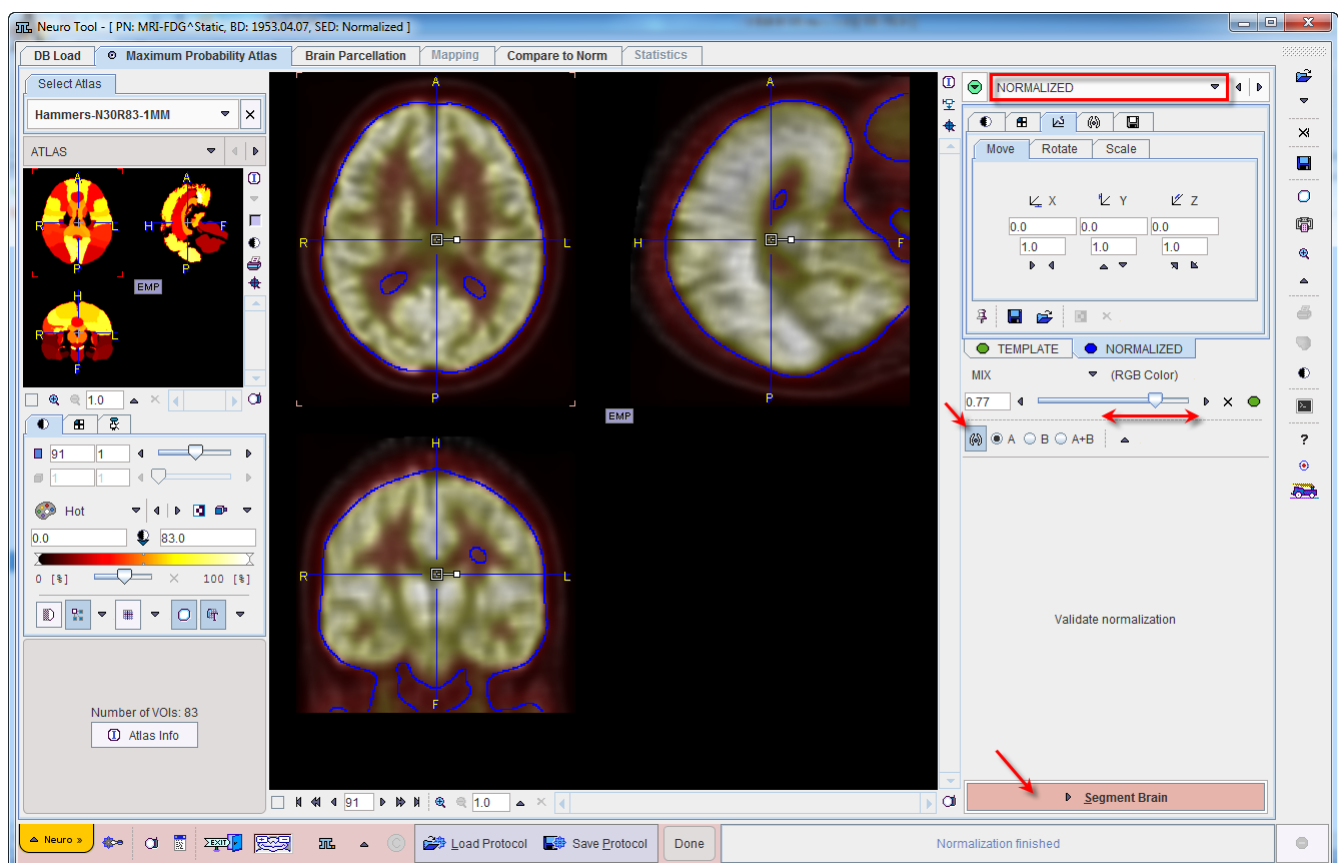 Neuro Tool - [ PN: MRI-FDG^Static, BD: 1953.04.07, SED: Normalized ]
DB Load Maximum Probability Atlas Brain Parcellation Mapping Compare to Norm Statistics
Select Atlas
Hammers-N30R83-1MM
ATLAS
A A
R L H F
P P
EMP
H
R L
F
1.0
91 1
1 1
Hot
0.0 83.0
0 [%] 100 [%]
Number of VOIs: 83
Atlas Info
A A
R L H F
P P
EMP
H
R L
F
91 1.0
NORMALIZED
Move Rotate Scale
X Y Z
0.0 0.0 0.0
1.0 1.0 1.0
TEMPLATE NORMALIZED
MIX (RGB Color)
0.77
A B A+B
Validate normalization
Segment Brain
?
Neuro » EXIT Load Protocol Save Protocol Done Normalization finished